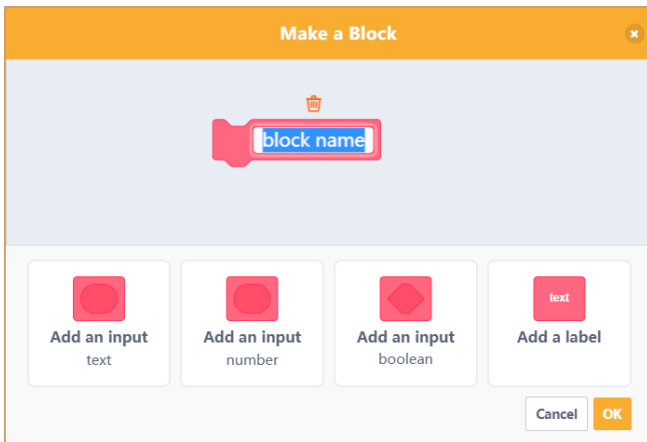 Make a Block
block name
text
Add an input
text
Add an input
number
Add an input
boolean
Add a label
Cancel
OK